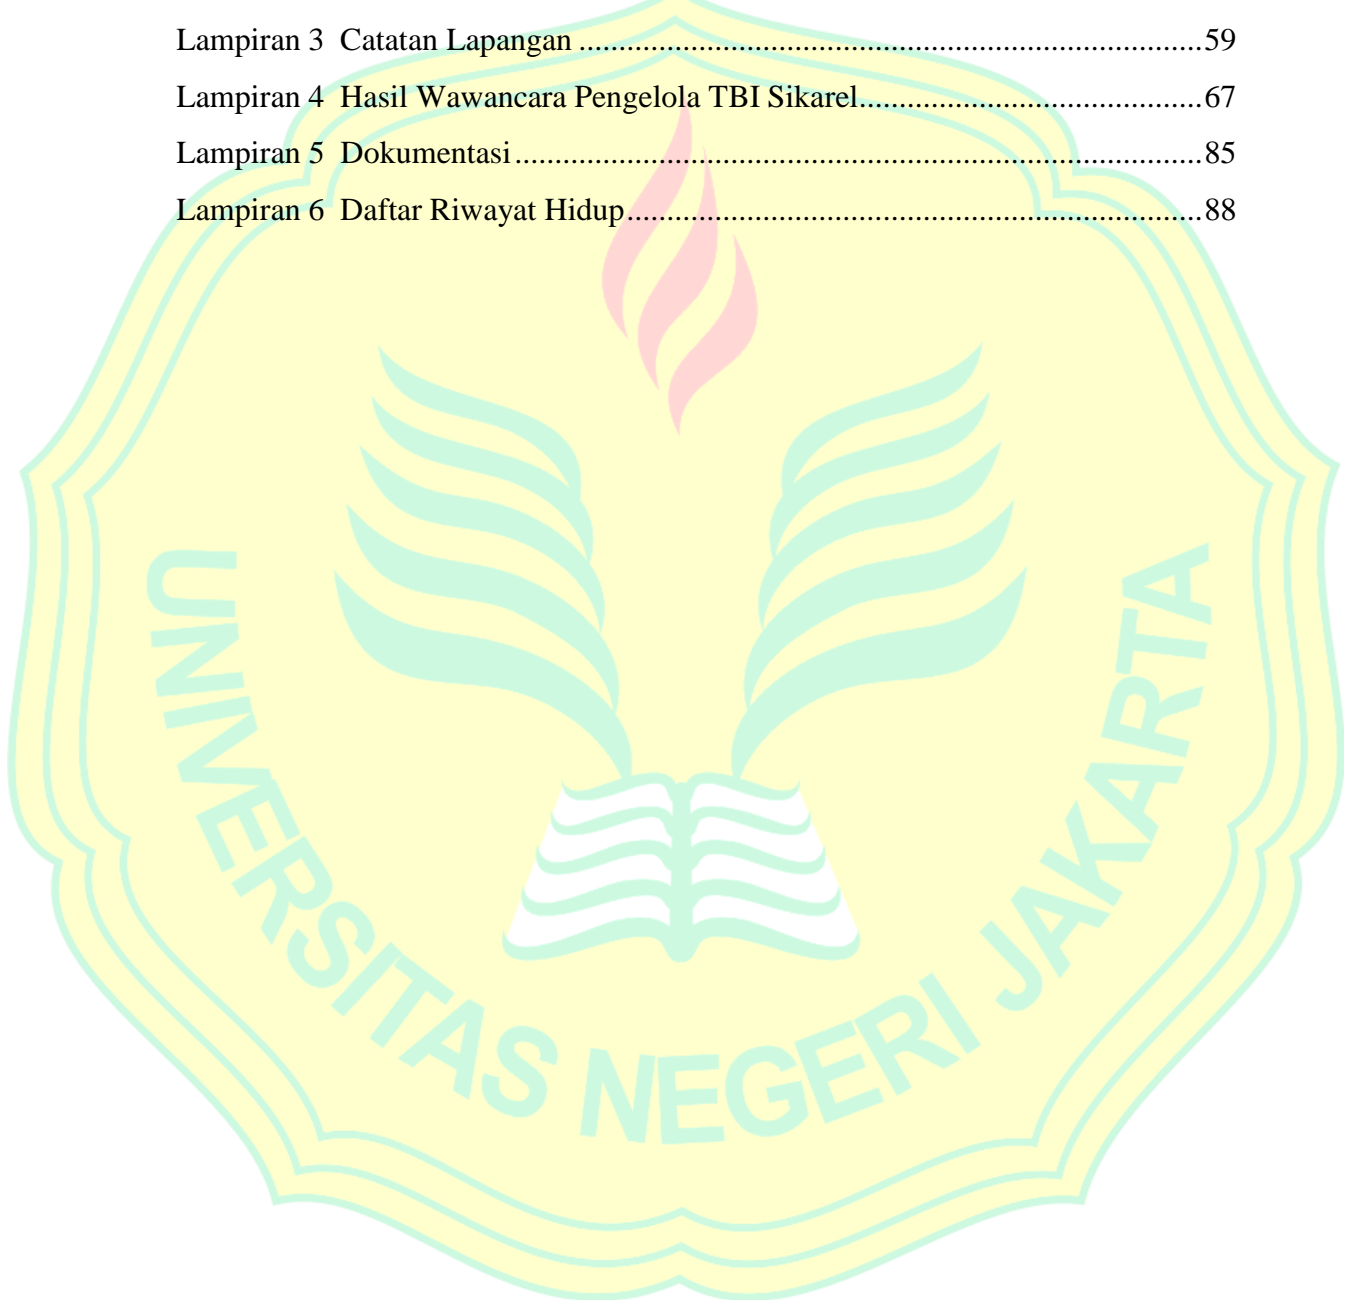 Lampiran 3 Catatan Lapangan ............................................................................... 59
Lampiran 4 Hasil Wawancara Pengelola TBI Sikarel ........................................... 67
Lampiran 5 Dokumentasi ....................................................................................... 85
Lampiran 6 Daftar Riwayat Hidup ......................................................................... 88
UNIVERSITAS NEGERI JAKARTA